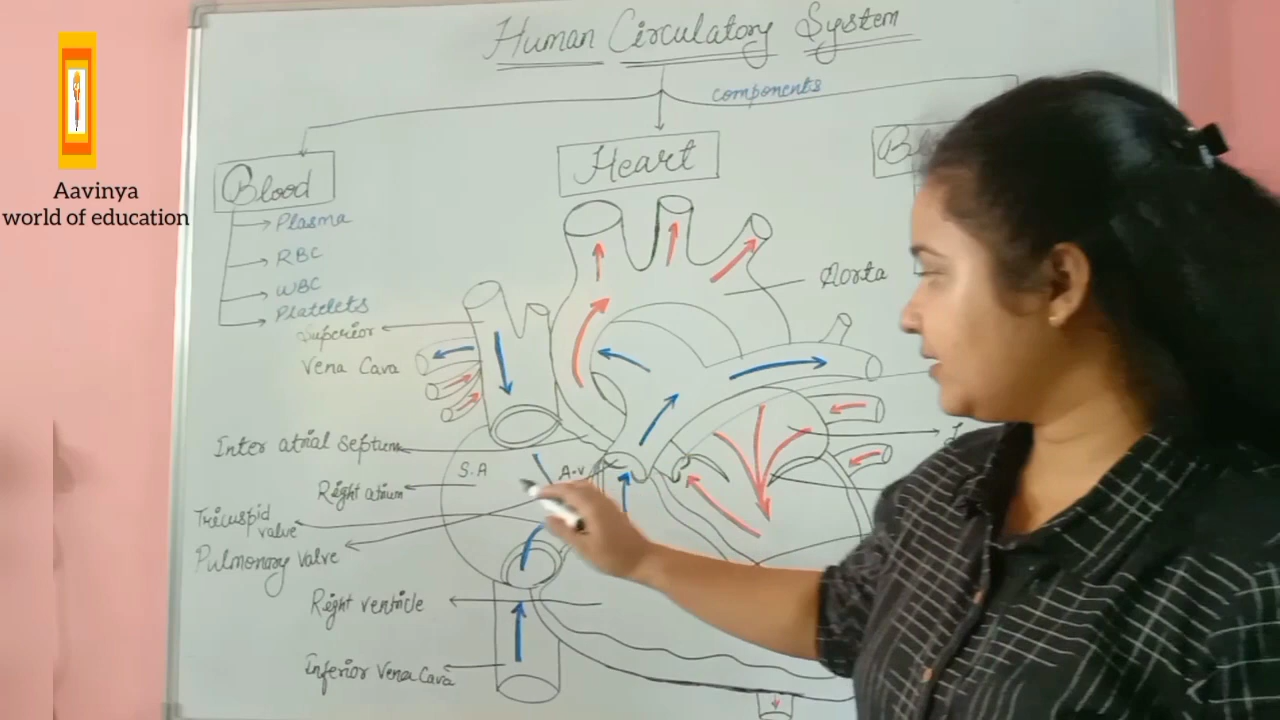 Human Circulatory System
components
Blood
Heart
Aavinya
world of education
Plasma
RBC
WBC
Platelets
Superior
Vena Cava
Aorta
Inter atrial septum
S.A
A.V
Right atrium
Tricuspid
valve
Pulmonary valve
Right ventricle
Inferior Vena Cava